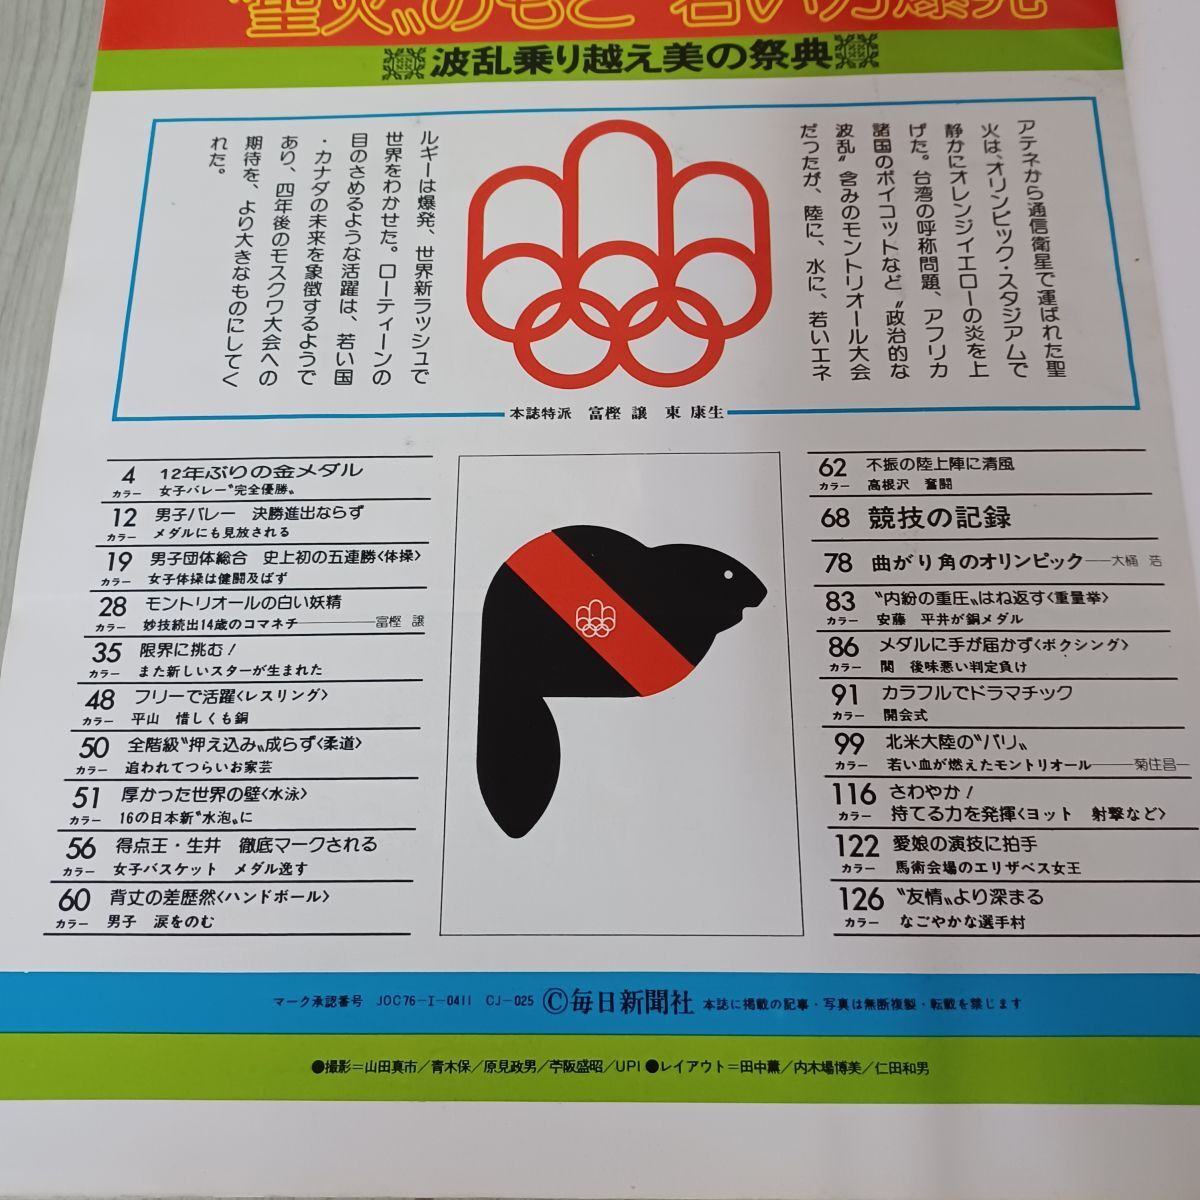 "聖火〟のもと 若い力爆発
波乱乗り越え美の祭典
アテネから通信衛星で運ばれた聖
火は、オリンピック・スタジアムで
静かにオレンジイエローの炎を上
げた。台湾の呼称問題、アフリカ
諸国のボイコットなど〝政治的な
波乱〟含みのモントリオール大会
だったが、陸に、水に、若いエネ
ルギーは爆発、世界新ラッシュで
世界をわかせた。ローティーンの
目のさめるような活躍は、若い国
・カナダの未来を象徴するようで
あり、四年後のモスクワ大会への
期待を、より大きなものにしてく
れた。
本誌特派 富樫 譲 東 康生
4 12年ぶりの金メダル
カラー 女子バレー〝完全優勝〟
12 男子バレー 決勝進出ならず
カラー メダルにも見放される
19 男子団体総合 史上初の五連勝〈体操〉
カラー 女子体操は健闘及ばず
28 モントリオールの白い妖精
カラー 妙技続出14歳のコマネチ――富樫 譲
35 限界に挑む!
カラー また新しいスターが生まれた
48 フリーで活躍〈レスリング〉
カラー 平山 惜しくも銅
50 全階級〝押え込み〟成らず〈柔道〉
カラー 追われてつらいお家芸
51 厚かった世界の壁〈水泳〉
カラー 16の日本新〝水泡〟に
56 得点王・生井 徹底マークされる
カラー 女子バスケット メダル逸す
60 背丈の差歴然〈ハンドボール〉
カラー 男子 涙をのむ
62 不振の陸上陣に清風
カラー 高根沢 奮闘
68 競技の記録
78 曲がり角のオリンピック――大桶 浩
83 〝内紛の重圧〟はね返す〈重量挙〉
カラー 安藤 平井が銅メダル
86 メダルに手が届かず〈ボクシング〉
カラー 関 後味悪い判定負け
91 カラフルでドラマチック
カラー 開会式
99 北米大陸の〝パリ〟
カラー 若い血が燃えたモントリオール――菊住昌一
116 さわやか!
カラー 持てる力を発揮〈ヨット 射撃など〉
122 愛娘の演技に拍手
カラー 馬術会場のエリザベス女王
126 〝友情〟より深まる
カラー なごやかな選手村
マーク承認番号 JOC76-I-0411 CJ-025 ©毎日新聞社 本誌に掲載の記事・写真は無断複製・転載を禁じます
●撮影=山田真市/青木保/原見政男/苧阪盛昭/UPI ●レイアウト=田中薫/内木場博美/仁田和男